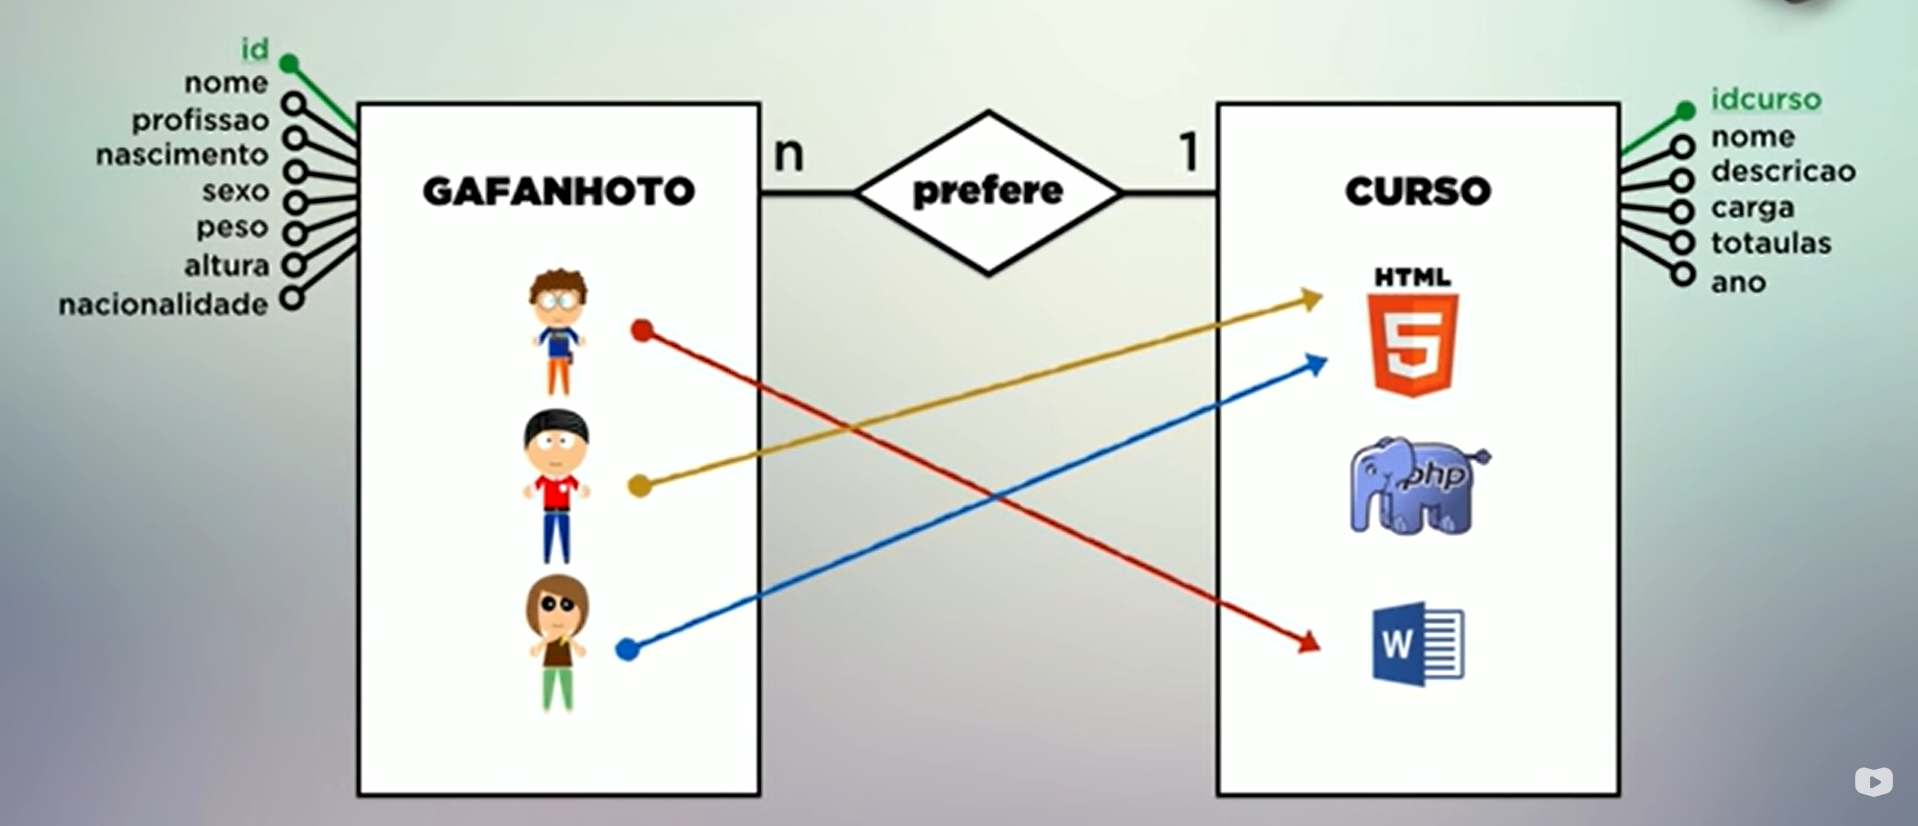 id
nome
profissao
nascimento
sexo
peso
altura
nacionalidade
GAFANHOTO
n
prefere
1
CURSO
HTML
5
php
W
idcurso
nome
descricao
carga
totaulas
ano